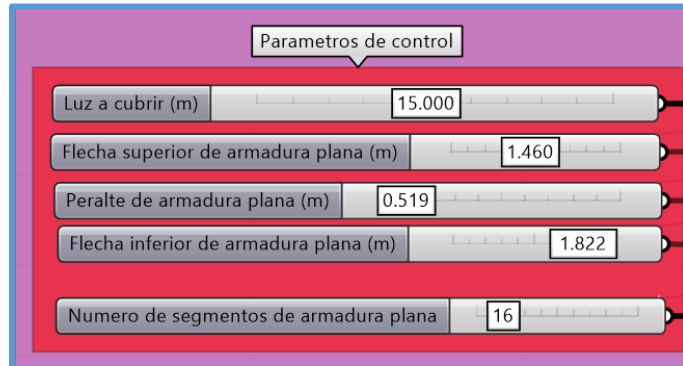 Parametros de control
Luz a cubrir (m) 15.000
Flecha superior de armadura plana (m) 1.460
Peralte de armadura plana (m) 0.519
Flecha inferior de armadura plana (m) 1.822
Numero de segmentos de armadura plana 16